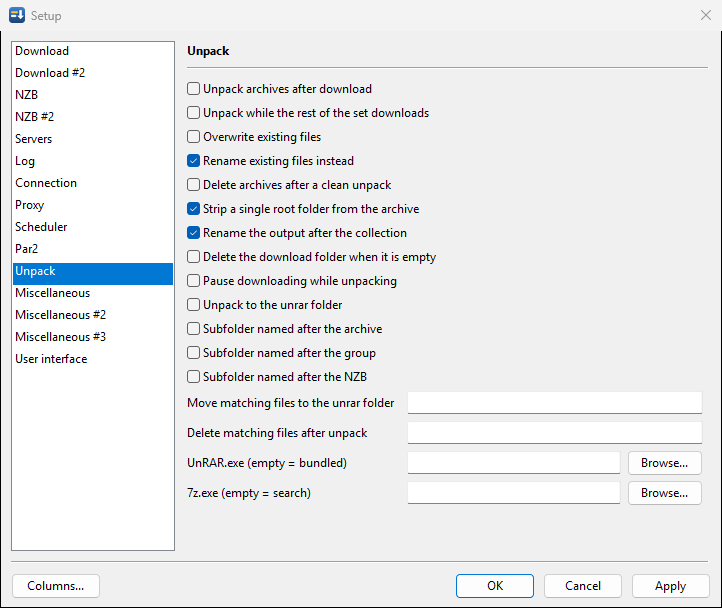 Setup
Download
Download #2
NZB
NZB #2
Servers
Log
Connection
Proxy
Scheduler
Par2
Unpack
Miscellaneous
Miscellaneous #2
Miscellaneous #3
User interface
Unpack
Unpack archives after download
Unpack while the rest of the set downloads
Overwrite existing files
Rename existing files instead
Delete archives after a clean unpack
Strip a single root folder from the archive
Rename the output after the collection
Delete the download folder when it is empty
Pause downloading while unpacking
Unpack to the unrar folder
Subfolder named after the archive
Subfolder named after the group
Subfolder named after the NZB
Move matching files to the unrar folder
Delete matching files after unpack
UnRAR.exe (empty = bundled) Browse...
7z.exe (empty = search) Browse...
Columns... OK Cancel Apply